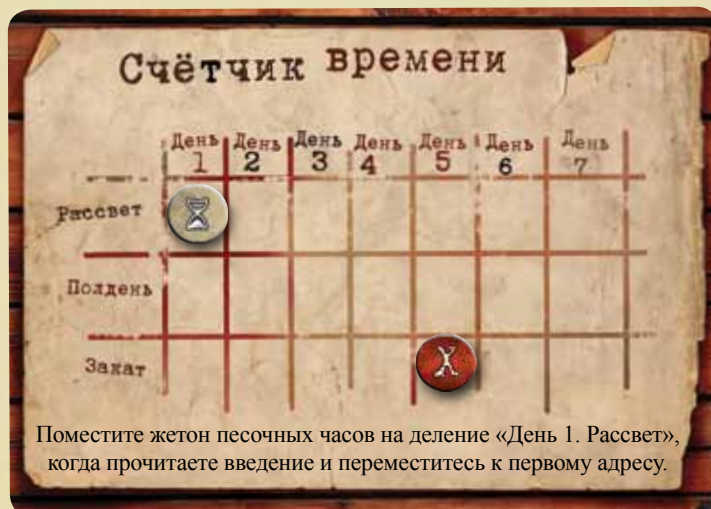 Счётчик времени
День День День День День День День
1 2 3 4 5 6 7
Рассвет
Полдень
Закат
Поместите жетон песочных часов на деление «День 1. Рассвет»,
когда прочитаете введение и переместитесь к первому адресу.